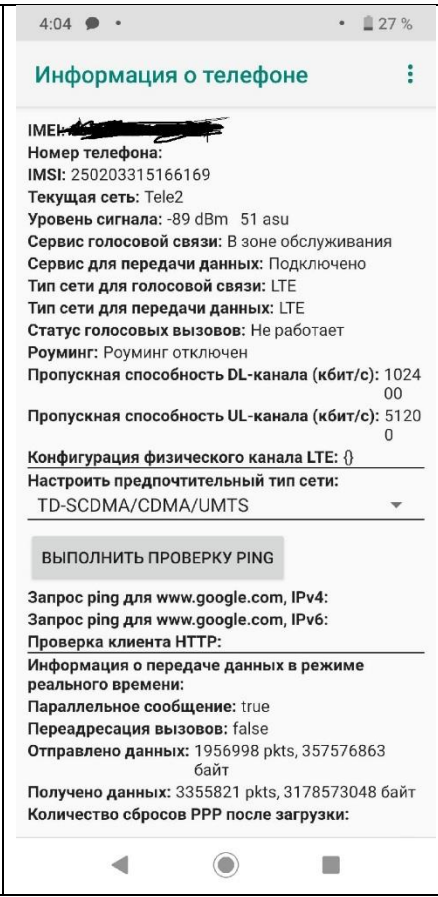 4:04
27 %
Информация о телефоне
IMEI:
Номер телефона:
IMSI: 250203315166169
Текущая сеть: Tele2
Уровень сигнала: -89 dBm 51 asu
Сервис голосовой связи: В зоне обслуживания
Сервис для передачи данных: Подключено
Тип сети для голосовой связи: LTE
Тип сети для передачи данных: LTE
Статус голосовых вызовов: Не работает
Роуминг: Роуминг отключен
Пропускная способность DL-канала (кбит/с): 1024
00
Пропускная способность UL-канала (кбит/с): 5120
0
Конфигурация физического канала LTE: {}
Настроить предпочтительный тип сети:
TD-SCDMA/CDMA/UMTS
ВЫПОЛНИТЬ ПРОВЕРКУ PING
Запрос ping для www.google.com, IPv4:
Запрос ping для www.google.com, IPv6:
Проверка клиента HTTP:
Информация о передаче данных в режиме
реального времени:
Параллельное сообщение: true
Переадресация вызовов: false
Отправлено данных: 1956998 pkts, 357576863
байт
Получено данных: 3355821 pkts, 3178573048 байт
Количество сбросов PPP после загрузки: